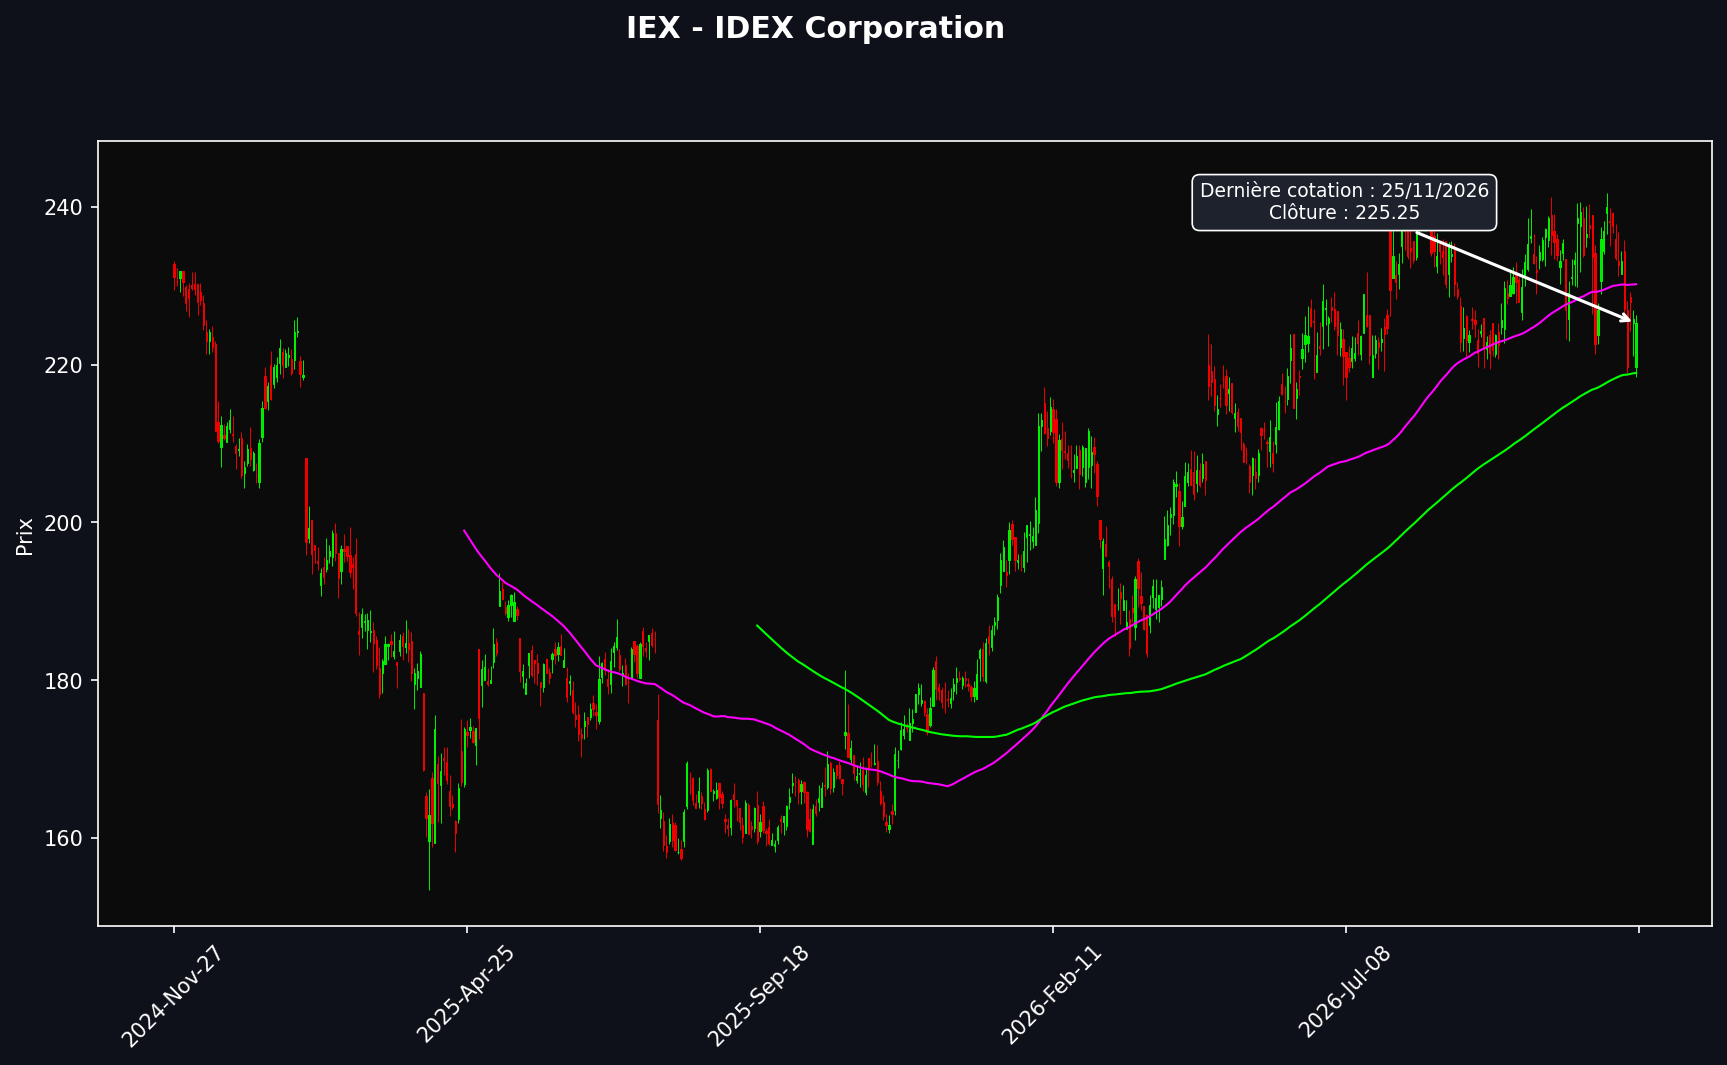 IEX - IDEX Corporation
Dernière cotation : 25/11/2026
Clôture : 225.25
240
220
200
180
160
Prix
2024-Nov-27
2025-Apr-25
2025-Sep-18
2026-Feb-11
2026-Jul-08